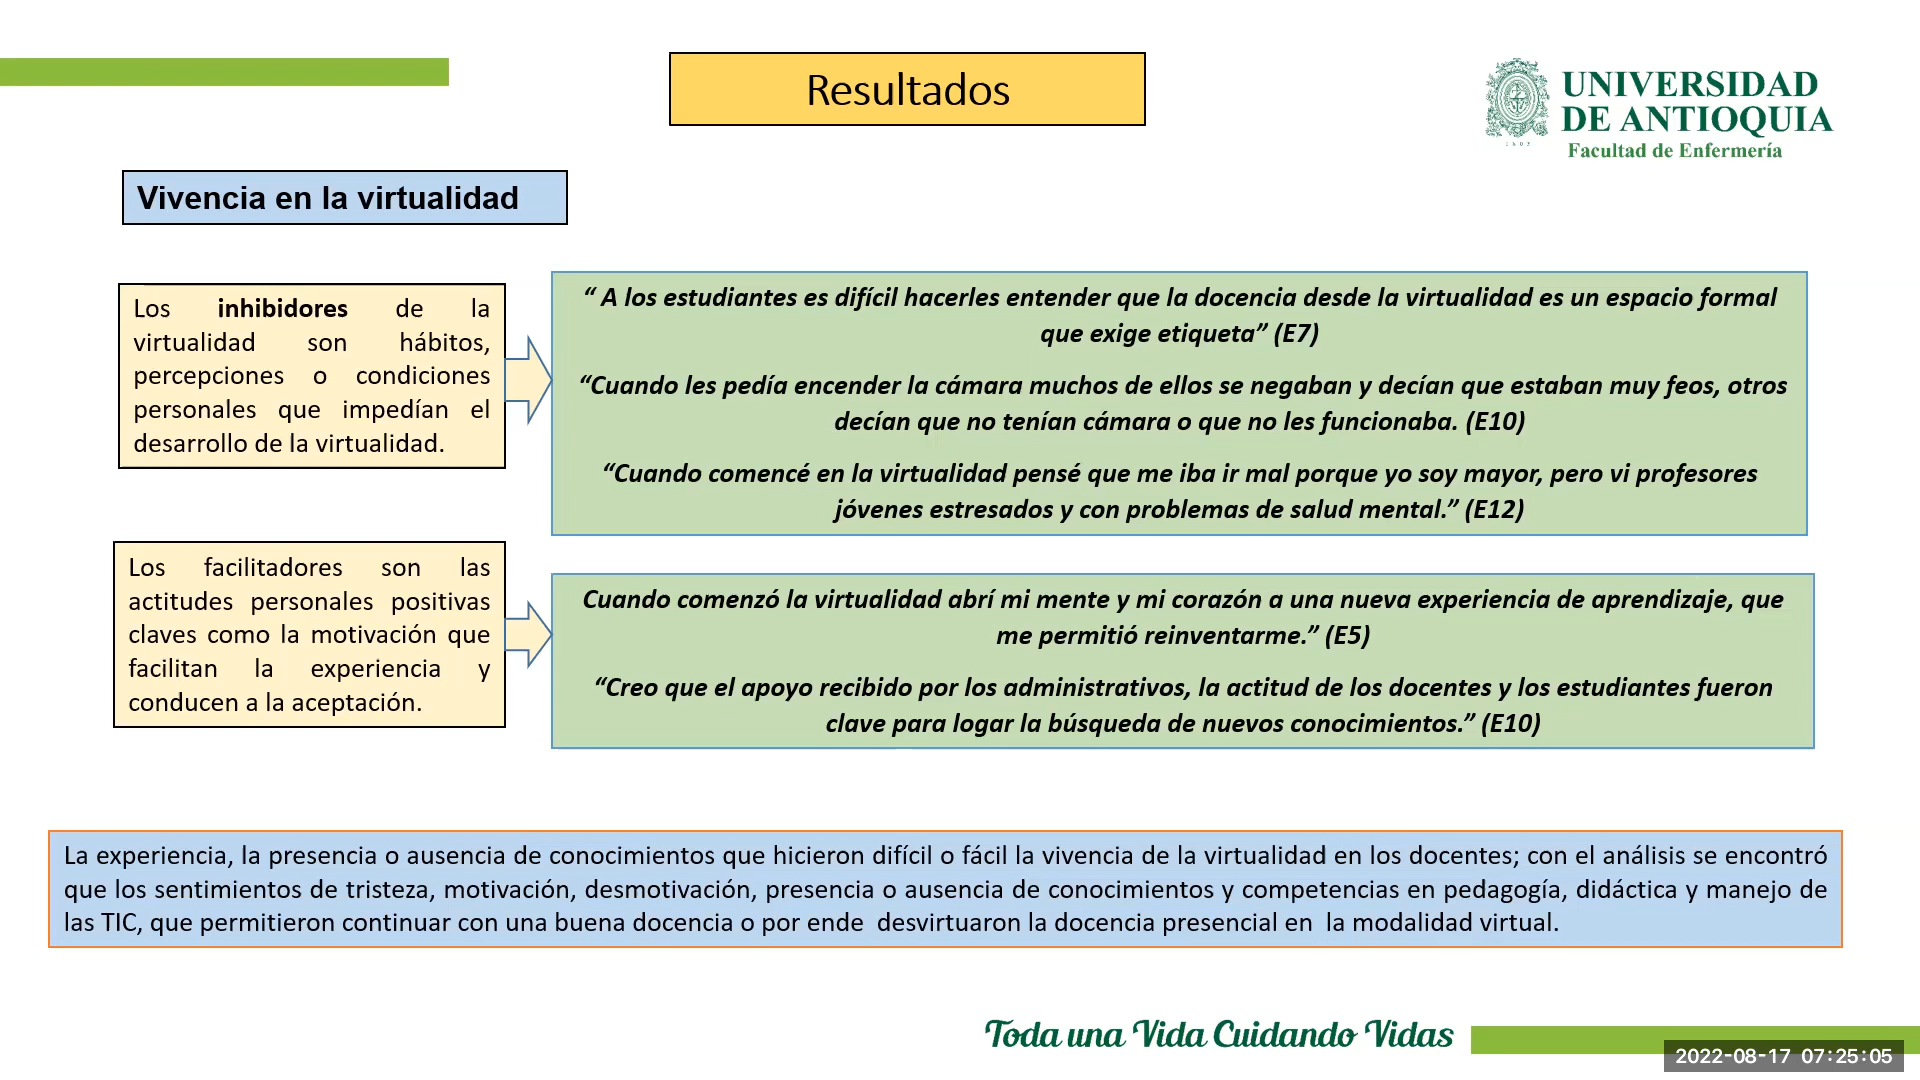 Resultados
UNIVERSIDAD
DE ANTIOQUIA
Facultad de Enfermería
1803
Vivencia en la virtualidad
Los inhibidores de la
virtualidad son hábitos,
percepciones o condiciones
personales que impedían el
desarrollo de la virtualidad.
“ A los estudiantes es difícil hacerles entender que la docencia desde la virtualidad es un espacio formal
que exige etiqueta” (E7)
“Cuando les pedía encender la cámara muchos de ellos se negaban y decían que estaban muy feos, otros
decían que no tenían cámara o que no les funcionaba. (E10)
“Cuando comencé en la virtualidad pensé que me iba ir mal porque yo soy mayor, pero vi profesores
jóvenes estresados y con problemas de salud mental.” (E12)
Los facilitadores son las
actitudes personales positivas
claves como la motivación que
facilitan la experiencia y
conducen a la aceptación.
Cuando comenzó la virtualidad abrí mi mente y mi corazón a una nueva experiencia de aprendizaje, que
me permitió reinventarme.” (E5)
“Creo que el apoyo recibido por los administrativos, la actitud de los docentes y los estudiantes fueron
clave para logar la búsqueda de nuevos conocimientos.” (E10)
La experiencia, la presencia o ausencia de conocimientos que hicieron difícil o fácil la vivencia de la virtualidad en los docentes; con el análisis se encontró
que los sentimientos de tristeza, motivación, desmotivación, presencia o ausencia de conocimientos y competencias en pedagogía, didáctica y manejo de
las TIC, que permitieron continuar con una buena docencia o por ende desvirtuaron la docencia presencial en la modalidad virtual.
Toda una Vida Cuidando Vidas
2022-08-17 07:25:05